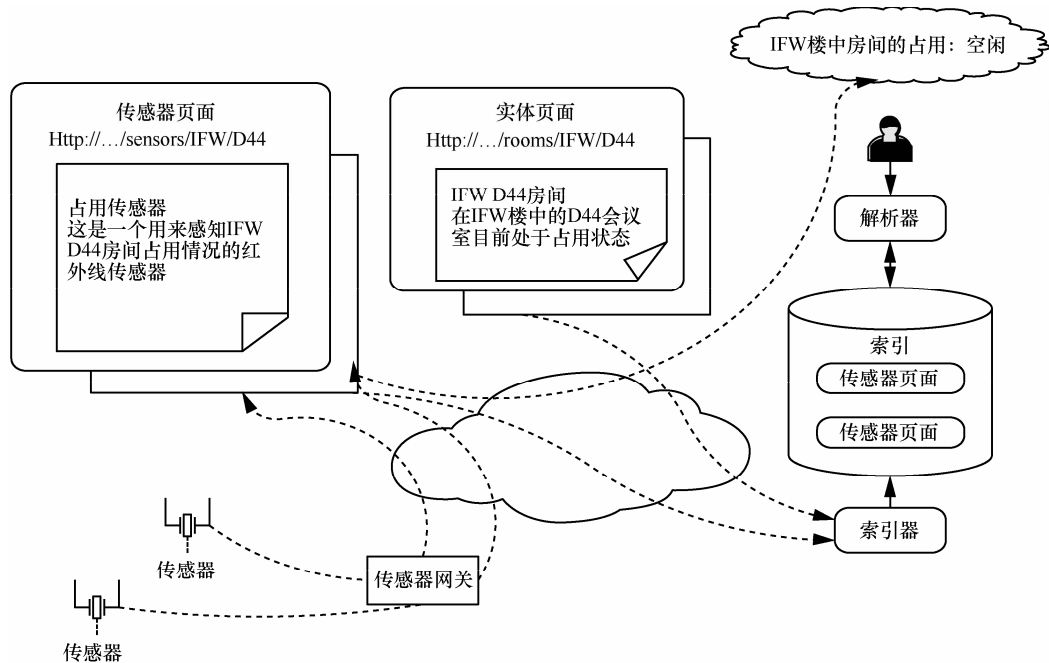 IFW楼中房间的占用：空闲
传感器页面
Http://…/sensors/IFW/D44
占用传感器
这是一个用来感知IFW
D44房间占用情况的红
外线传感器
实体页面
Http://…/rooms/IFW/D44
IFW D44房间
在IFW楼中的D44会议
室目前处于占用状态
解析器
索引
传感器页面
传感器页面
索引器
传感器
传感器网关
传感器